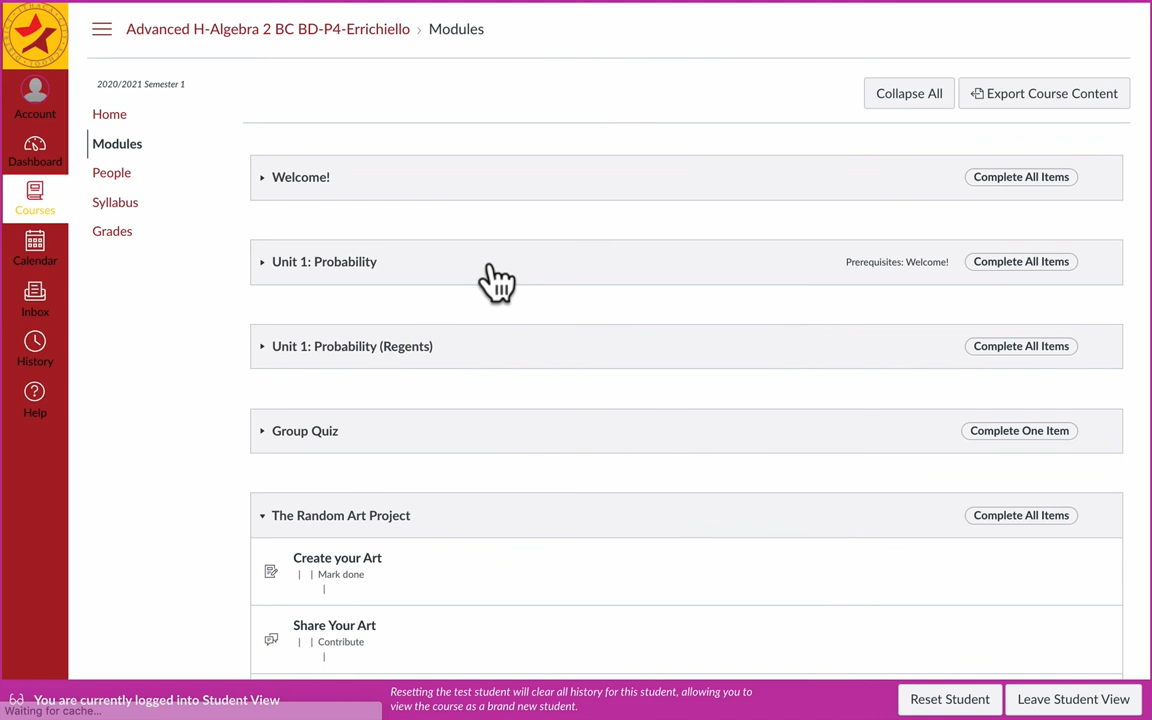 Advanced H-Algebra 2 BC BD-P4-Errichiello › Modules
2020/2021 Semester 1
Collapse All
Export Course Content
Account
Dashboard
Courses
Calendar
Inbox
History
Help
Home
Modules
People
Syllabus
Grades
Welcome!
Complete All Items
Unit 1: Probability
Prerequisites: Welcome!
Complete All Items
Unit 1: Probability (Regents)
Complete All Items
Group Quiz
Complete One Item
The Random Art Project
Complete All Items
Create your Art
| | Mark done
|
Share Your Art
| | Contribute
|
You are currently logged into Student View
Waiting for cache...
Resetting the test student will clear all history for this student, allowing you to
view the course as a brand new student.
Reset Student
Leave Student View